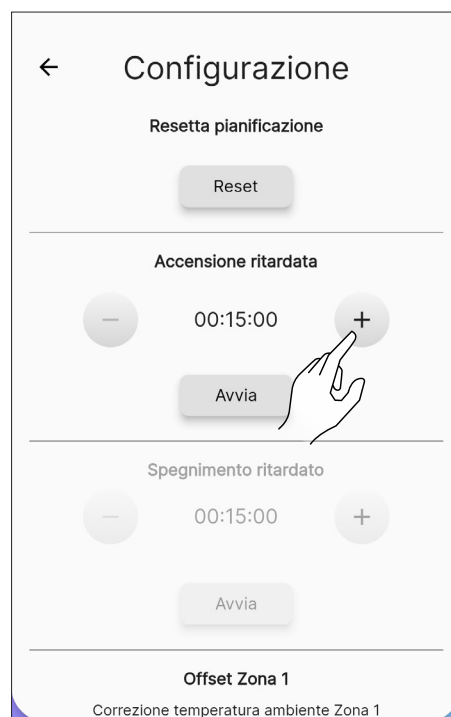 Configurazione
Resetta pianificazione
Reset
Accensione ritardata
00:15:00
Avvia
Spegnimento ritardato
00:15:00
Avvia
Offset Zona 1
Correzione temperatura ambiente Zona 1